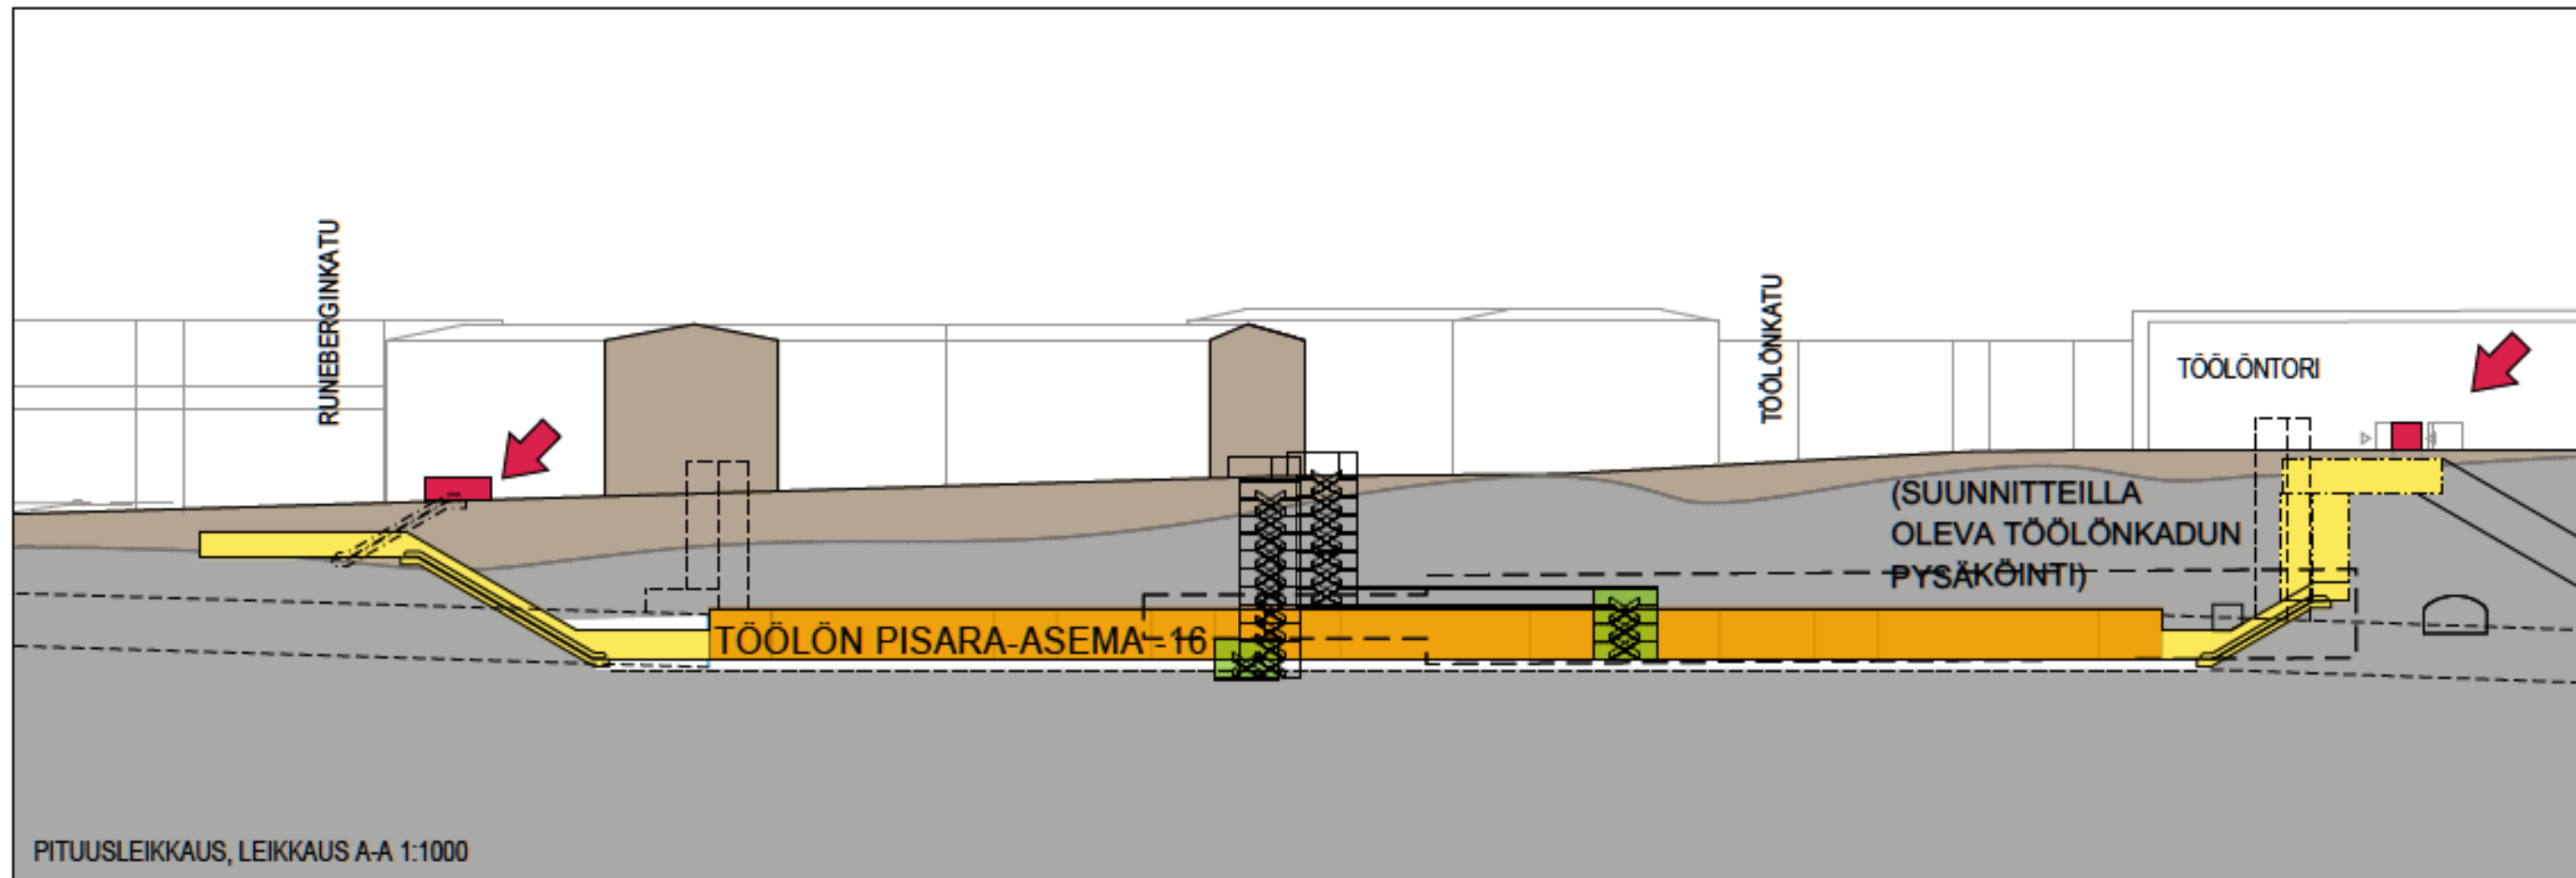 RUNEBERGINKATU
TÖÖLÖNKATU
TÖÖLÖNTORI
(SUUNNITTEILLA
OLEVA TÖÖLÖNKADUN
PYSÄKÖINTI)
TÖÖLÖN PISARA-ASEMA -16
PITUUSLEIKKAUS, LEIKKAUS A-A 1:1000